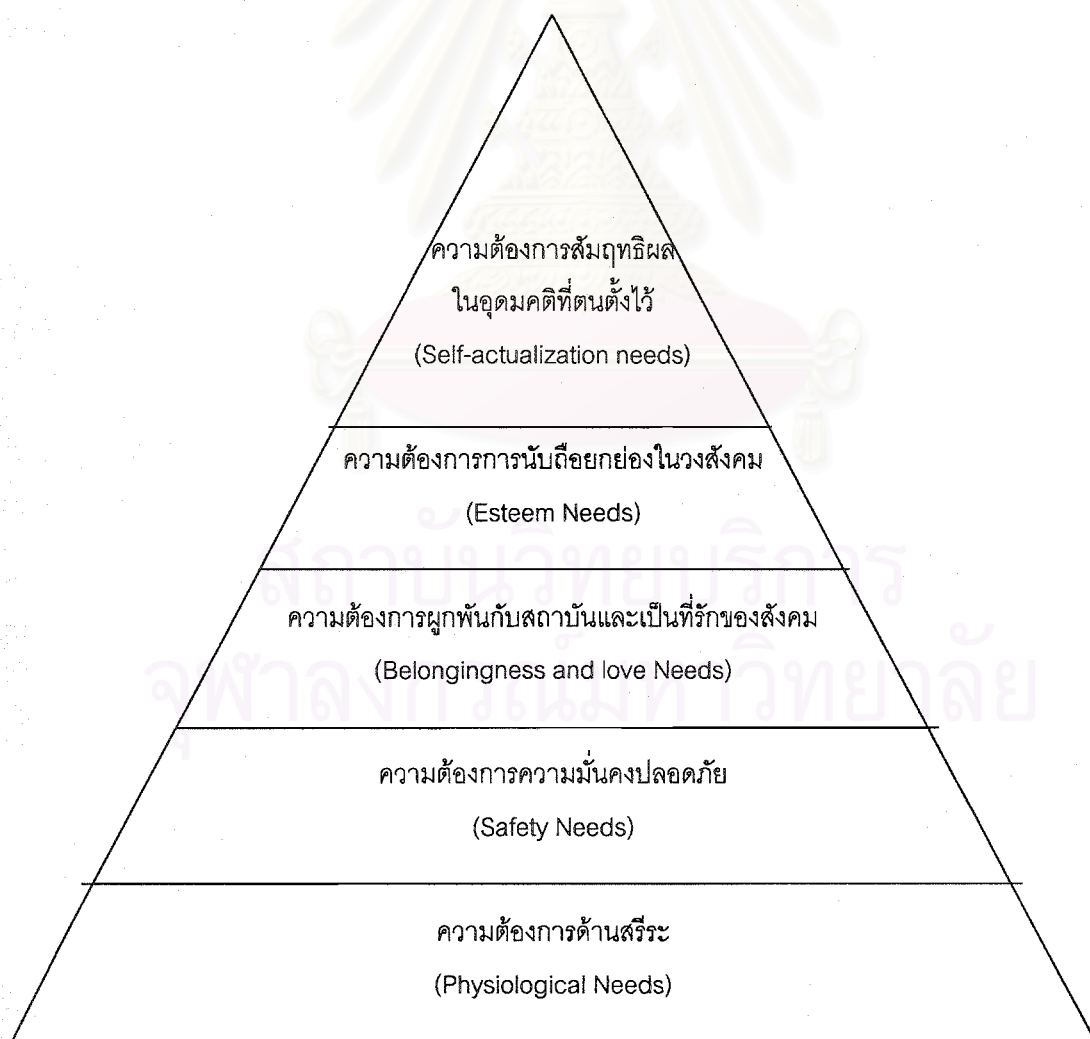 ความต้องการสัมฤทธิผล
ในอุดมคติที่ตนตั้งไว้
(Self-actualization needs)
ความต้องการการนับถือยกย่องในวงสังคม
(Esteem Needs)
สถาบันวิทยบริการ
ความต้องการผูกพันกับสถาบันและเป็นที่รักของสังคม
(Belongingness and love Needs)
จุฬาลงกรณ์มหาวิทยาลัย
ความต้องการความมั่นคงปลอดภัย
(Safety Needs)
ความต้องการด้านสรีระ
(Physiological Needs)